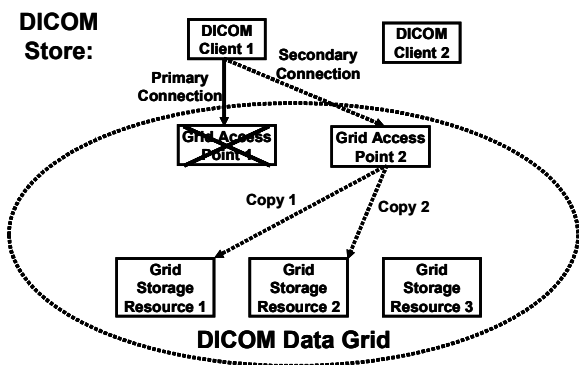 DICOM
Store:
DICOM
Client 1
DICOM
Client 2
Secondary
Connection
Primary
Connection
Grid Access
Point 1
Grid Access
Point 2
Copy 1
Copy 2
Grid
Storage
Resource 1
Grid
Storage
Resource 2
Grid
Storage
Resource 3
DICOM Data Grid